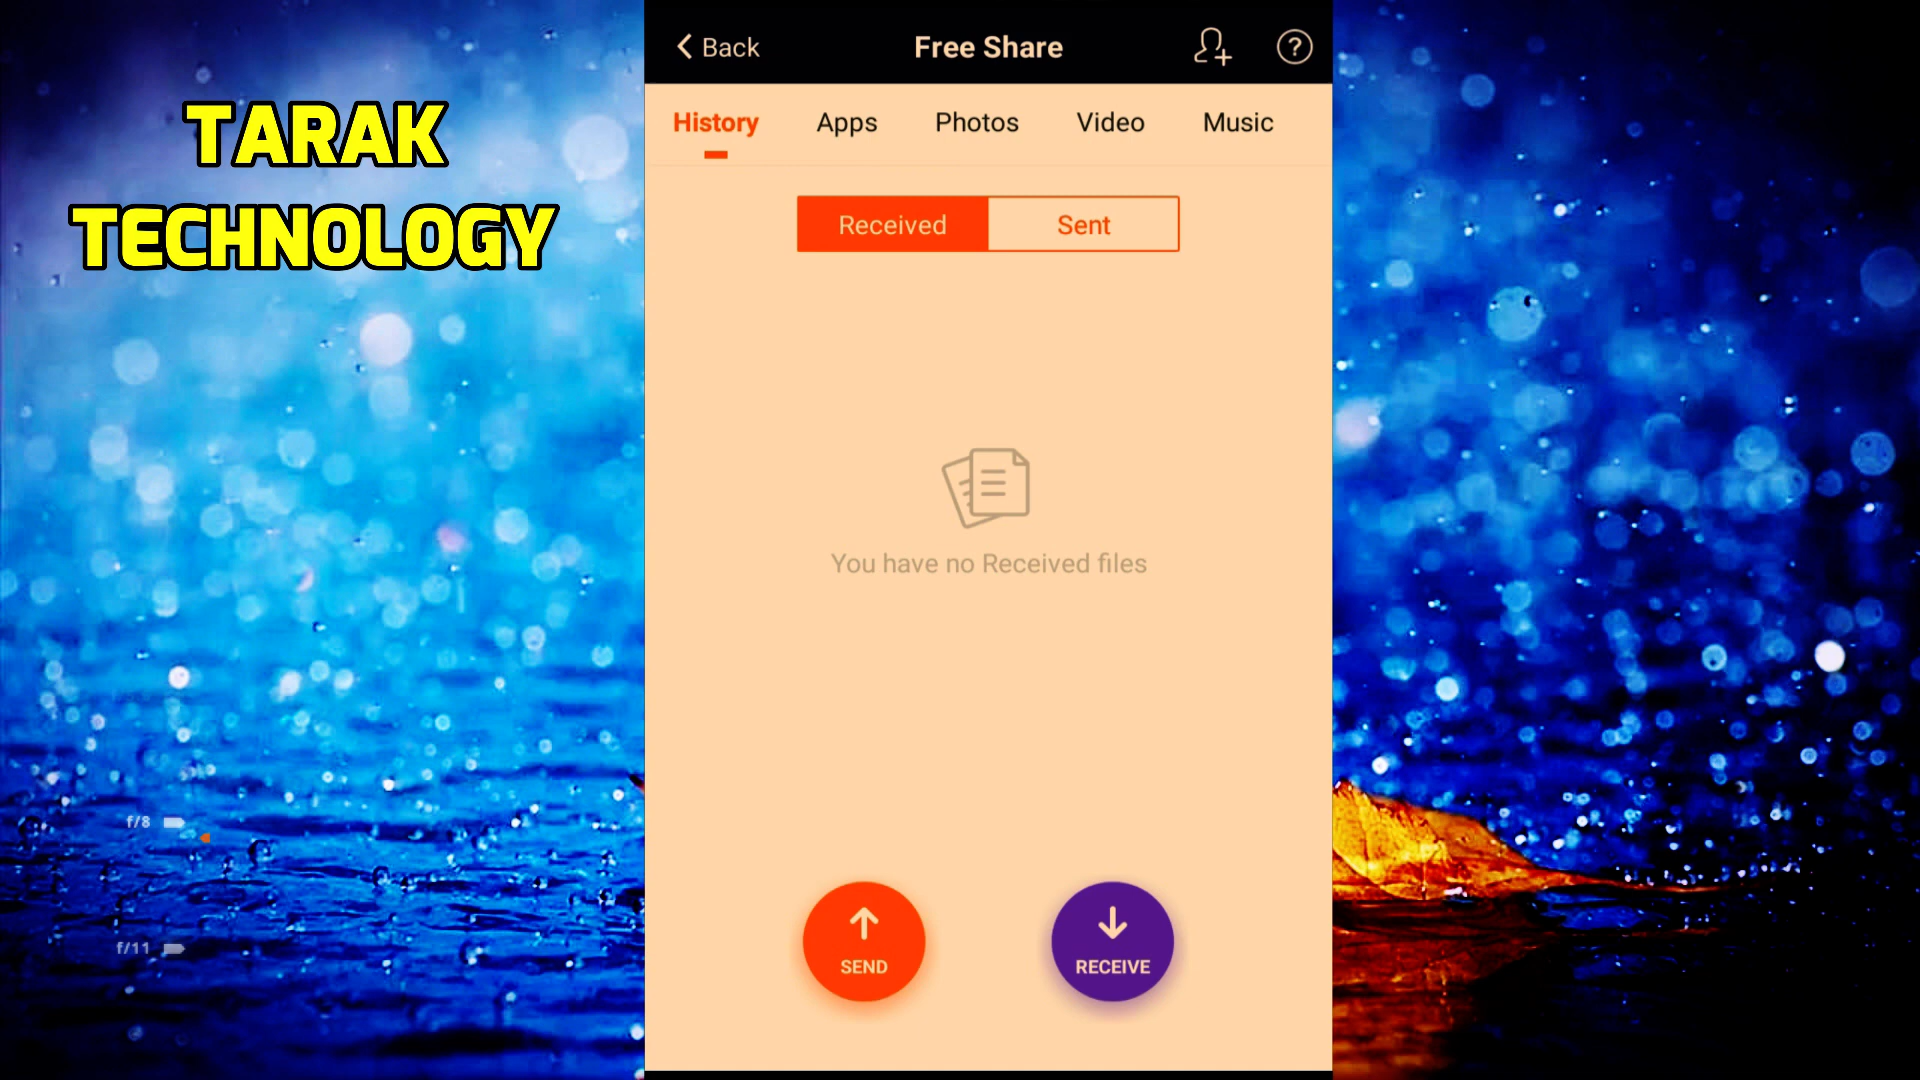 TARAK
TECHNOLOGY
Back
Free Share
?
History Apps Photos Video Music
Received Sent
You have no Received files
SEND RECEIVE
f/8
f/11